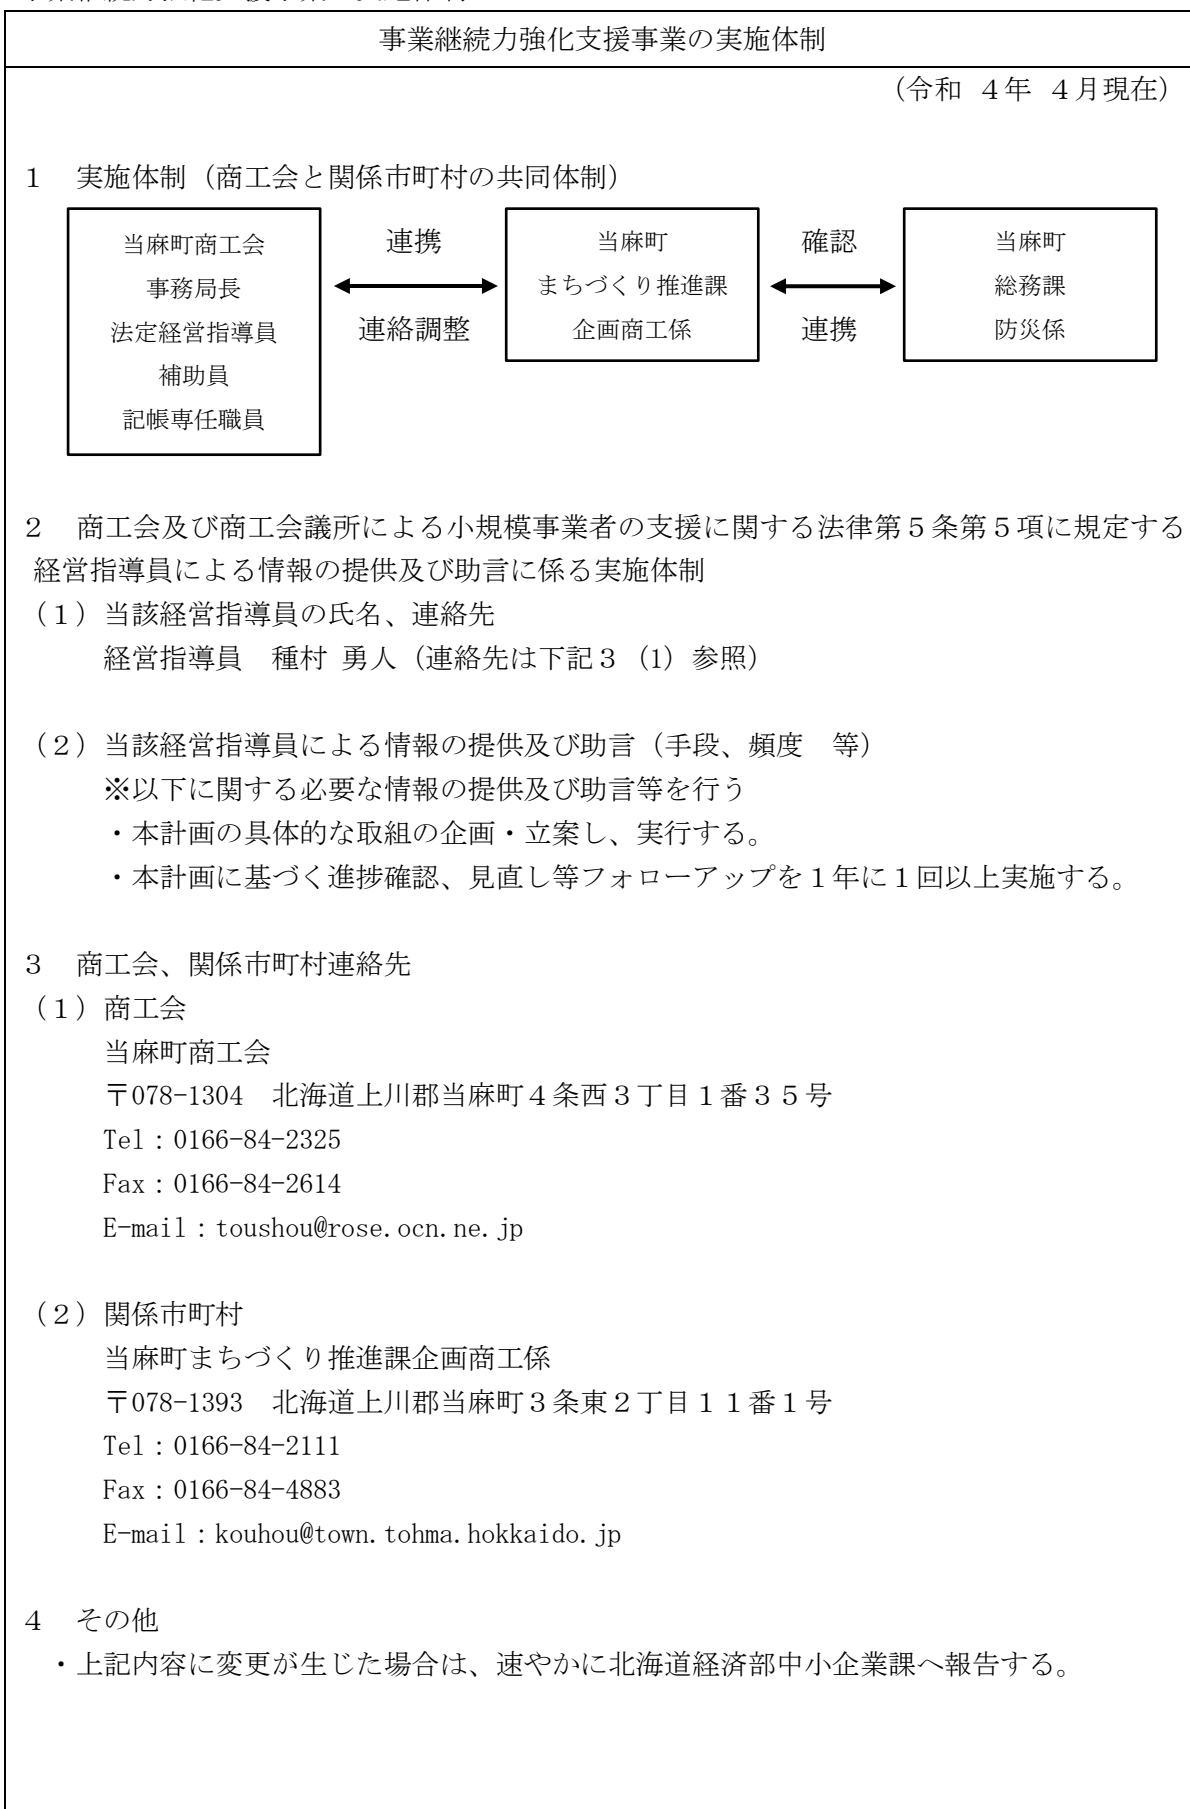 事業継続力強化支援事業の実施体制
（令和　４年　４月現在）
１　実施体制（商工会と関係市町村の共同体制）
当麻町商工会
事務局長
法定経営指導員
補助員
記帳専任職員
連携
連絡調整
当麻町
まちづくり推進課
企画商工係
確認
連携
当麻町
総務課
防災係
２　商工会及び商工会議所による小規模事業者の支援に関する法律第５条第５項に規定する
経営指導員による情報の提供及び助言に係る実施体制
（１）当該経営指導員の氏名、連絡先
経営指導員　種村 勇人（連絡先は下記３（1）参照）
（２）当該経営指導員による情報の提供及び助言（手段、頻度　等）
※以下に関する必要な情報の提供及び助言等を行う
・本計画の具体的な取組の企画・立案し、実行する。
・本計画に基づく進捗確認、見直し等フォローアップを１年に１回以上実施する。
３　商工会、関係市町村連絡先
（１）商工会
当麻町商工会
〒078-1304　北海道上川郡当麻町４条西３丁目１番３５号
Tel：0166-84-2325
Fax：0166-84-2614
E-mail：toushou@rose.ocn.ne.jp
（２）関係市町村
当麻町まちづくり推進課企画商工係
〒078-1393　北海道上川郡当麻町３条東２丁目１１番１号
Tel：0166-84-2111
Fax：0166-84-4883
E-mail：kouhou@town.tohma.hokkaido.jp
４　その他
・上記内容に変更が生じた場合は、速やかに北海道経済部中小企業課へ報告する。